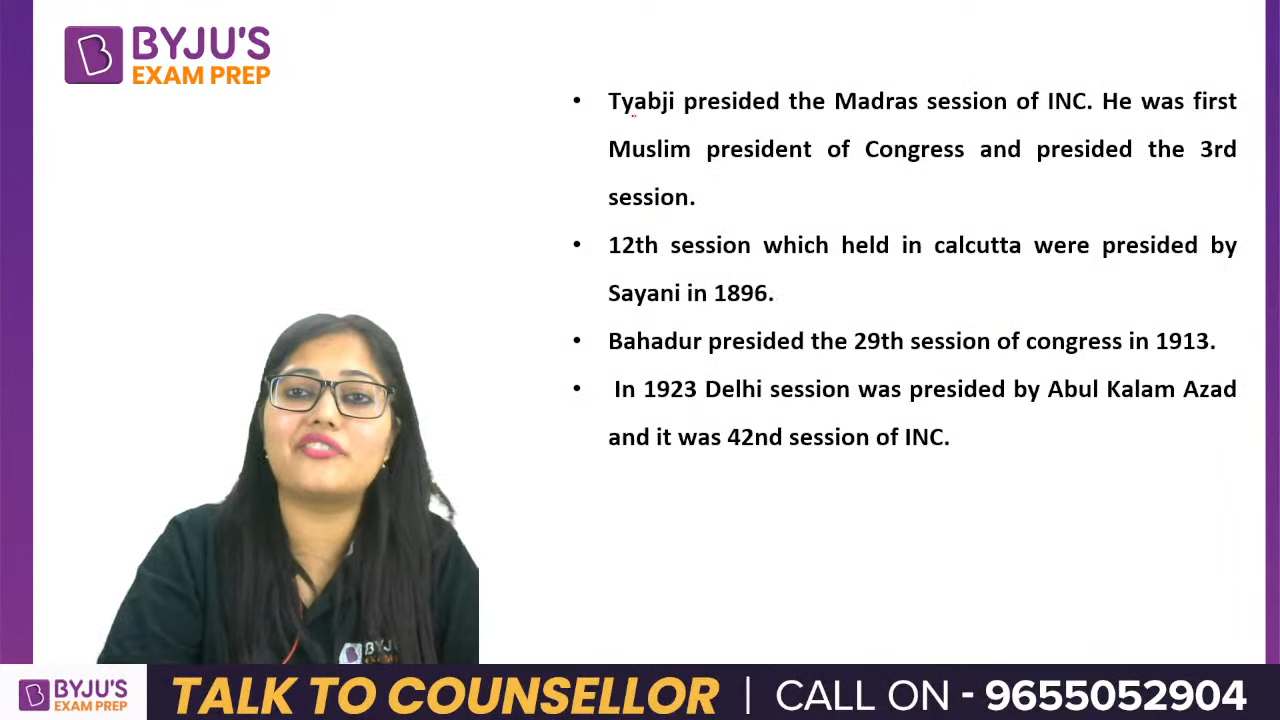 BYJU'S
EXAM PREP
• Tyabji presided the Madras session of INC. He was first
Muslim president of Congress and presided the 3rd
session.
• 12th session which held in calcutta were presided by
Sayani in 1896.
• Bahadur presided the 29th session of congress in 1913.
• In 1923 Delhi session was presided by Abul Kalam Azad
and it was 42nd session of INC.
BYJU'S
EXAM PREP
TALK TO COUNSELLOR | CALL ON - 9655052904